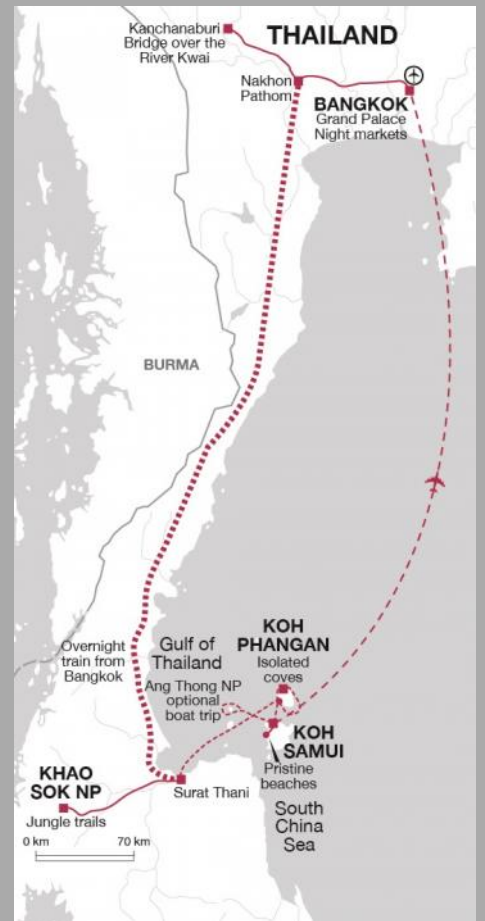 Kanchanaburi
Bridge over the
River Kwai
THAILAND
Nakhon
Pathom
BANGKOK
Grand Palace
Night markets
BURMA
Overnight
train from
Bangkok
Gulf of
Thailand
Ang Thong NP
optional
boat trip
KOH
PHANGAN
Isolated
coves
KOH
SAMUI
Pristine
beaches
KHAO
SOK NP
Jungle trails
Surat Thani
South
China
Sea
0 km 70 km